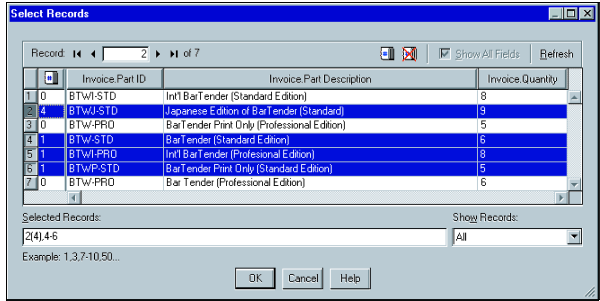 Select Records
Record: 2 of 7 Show All Fields Refresh
Invoice.Part ID Invoice.Part Description Invoice.Quantity
1 0 BTWI-STD Int'l BarTender (Standard Edition) 8
2 4 BTWJ-STD Japanese Edition of BarTender (Standard) 9
3 0 BTW-PRO BarTender Print Only (Professional Edition) 5
4 1 BTW-STD BarTender (Standard Edition) 6
5 1 BTWI-PRO Int'l BarTender (Profesional Edition) 8
6 1 BTWP-STD BarTender Print Only (Standard Edition) 5
7 0 BTW-PRO Bar Tender (Professional Edition) 6
Selected Records: Show Records:
2(4),4-6 All
Example: 1,3,7-10,50...
OK Cancel Help